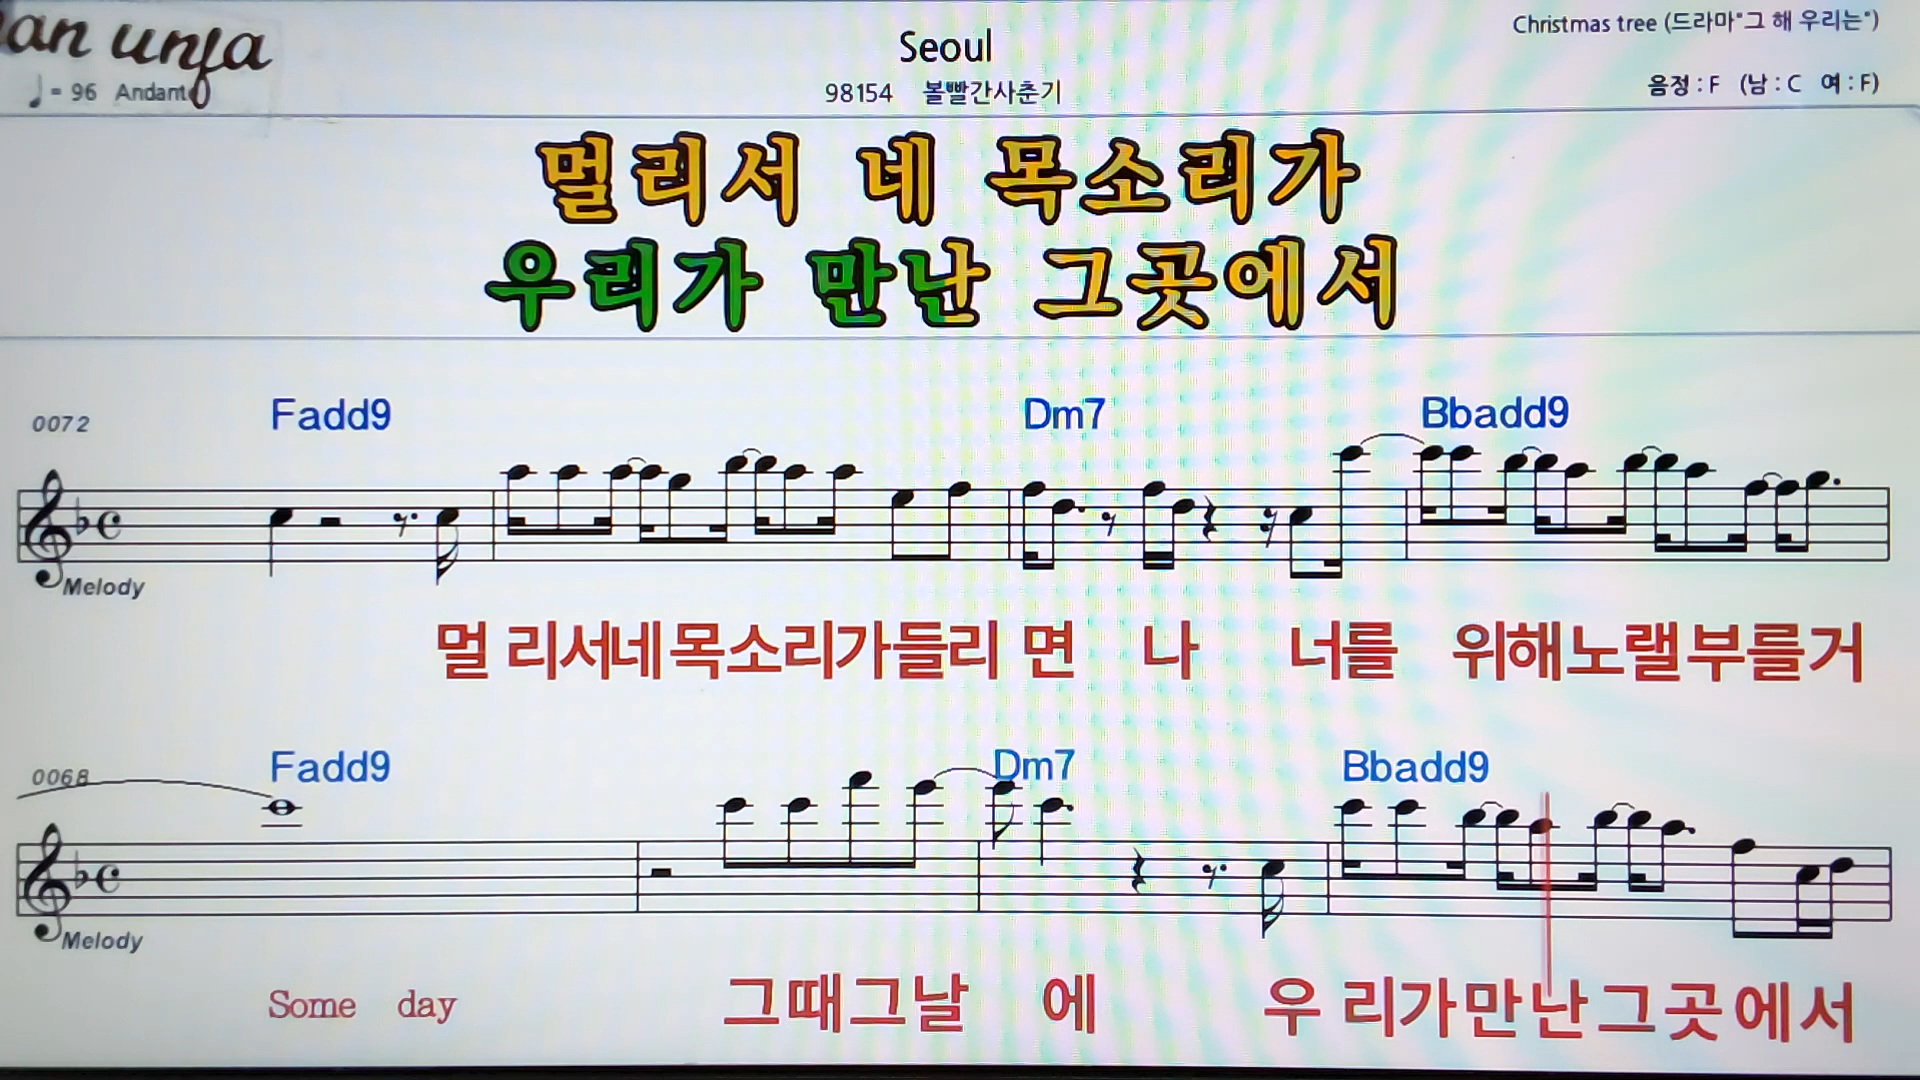 an unfa
♩= 96 Andant
Seoul
98154 볼빨간사춘기
Christmas tree (드라마"그 해 우리는")
음정 : F (남 : C 여 : F)
멀리서 네 목소리가
우리가 만난 그곳에서
0072 Fadd9 Dm7 Bbadd9
Melody
멀 리서네목소리가들리 면 나 너를 위해노랠부를거
0068 Fadd9 Dm7 Bbadd9
Melody
Some day 그때그날 에 우 리가만난그곳에서